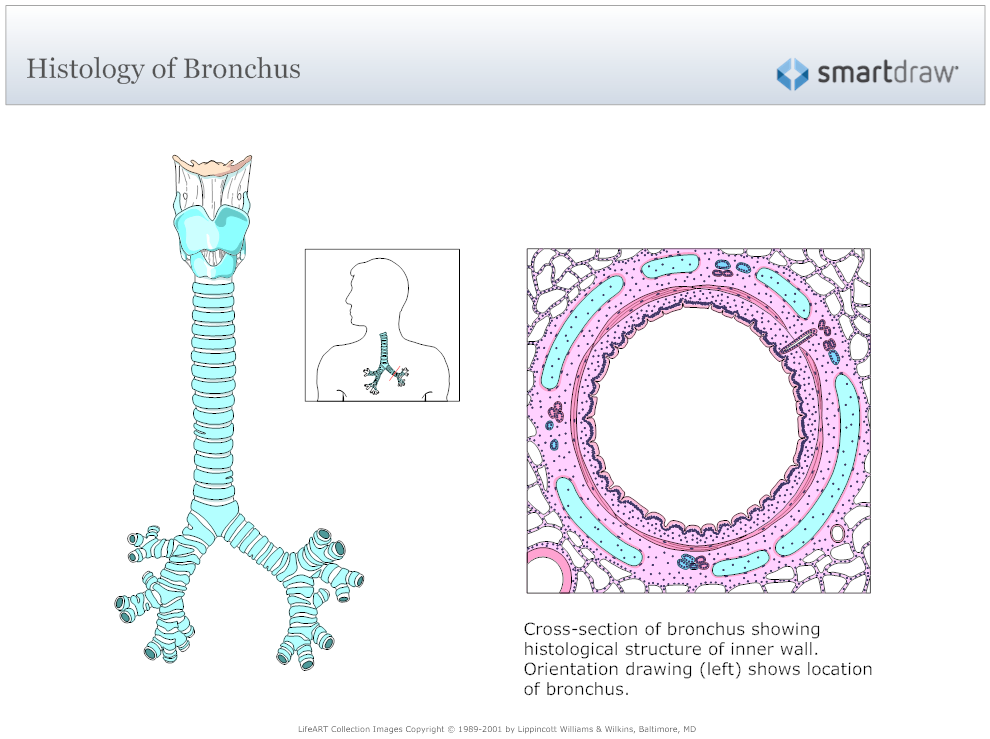 Histology of Bronchus
smartdraw
Cross-section of bronchus showing
histological structure of inner wall.
Orientation drawing (left) shows location
of bronchus.
LifeART Collection Images Copyright © 1989-2001 by Lippincott Williams & Wilkins, Baltimore, MD